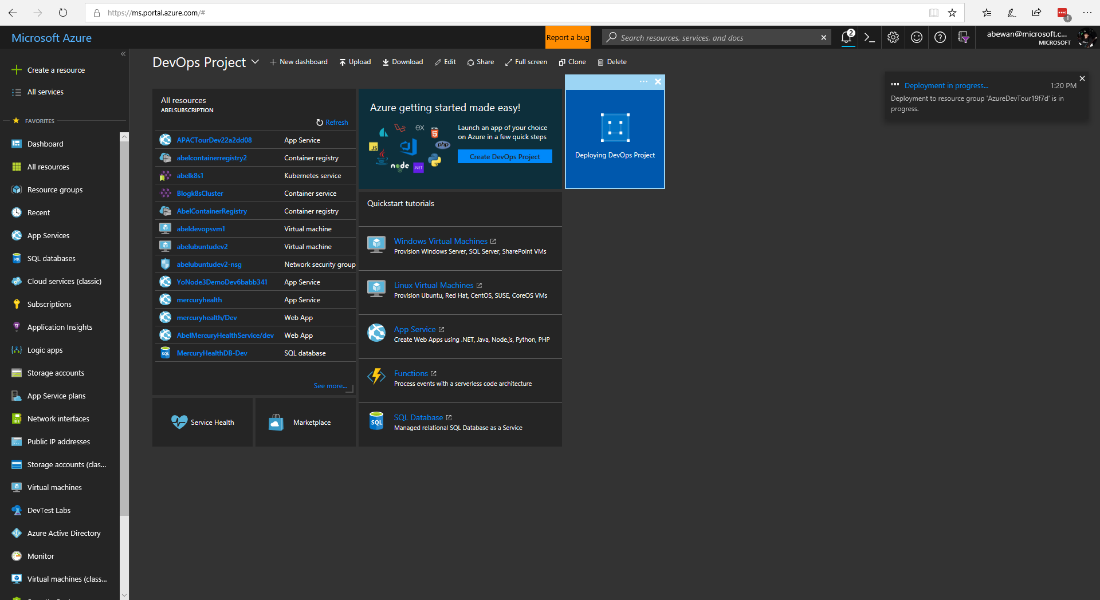 https://ms.portal.azure.com/#
Microsoft Azure
Report a bug
Search resources, services, and docs
2
abewan@microsoft.c...
MICROSOFT
Create a resource
All services
FAVORITES
Dashboard
All resources
Resource groups
Recent
App Services
SQL databases
Cloud services (classic)
Subscriptions
Application Insights
Logic apps
Storage accounts
App Service plans
Network interfaces
Public IP addresses
Storage accounts (clas...
Virtual machines
DevTest Labs
Azure Active Directory
Monitor
Virtual machines (class...
DevOps Project
New dashboard
Upload
Download
Edit
Share
Full screen
Clone
Delete
All resources
ABELSUBSCRIPTION
Refresh
APACTourDev22a2dd08 App Service
abelcontainerregistry2 Container registry
abelk8s1 Kubernetes service
Blogk8sCluster Container service
AbelContainerRegistry Container registry
abeldevopsvm1 Virtual machine
abelubuntudev2 Virtual machine
abelubuntudev2-nsg Network security group
YoNode3DemoDev6babb341 App Service
mercuryhealth App Service
mercuryhealth/Dev Web App
AbelMercuryHealthService/dev Web App
MercuryHealthDB-Dev SQL database
See more...
Service Health
Marketplace
Azure getting started made easy!
Launch an app of your choice
on Azure in a few quick steps
Create DevOps Project
JS
ex
php
node
Quickstart tutorials
Windows Virtual Machines
Provision Windows Server, SQL Server, SharePoint VMs
Linux Virtual Machines
Provision Ubuntu, Red Hat, CentOS, SUSE, CoreOS VMs
App Service
Create Web Apps using .NET, Java, Node.js, Python, PHP
Functions
Process events with a serverless code architecture
SQL
SQL Database
Managed relational SQL Database as a Service
Deploying DevOps Project
Deployment in progress... 1:20 PM
Deployment to resource group 'AzureDevTour19f7d' is in
progress.